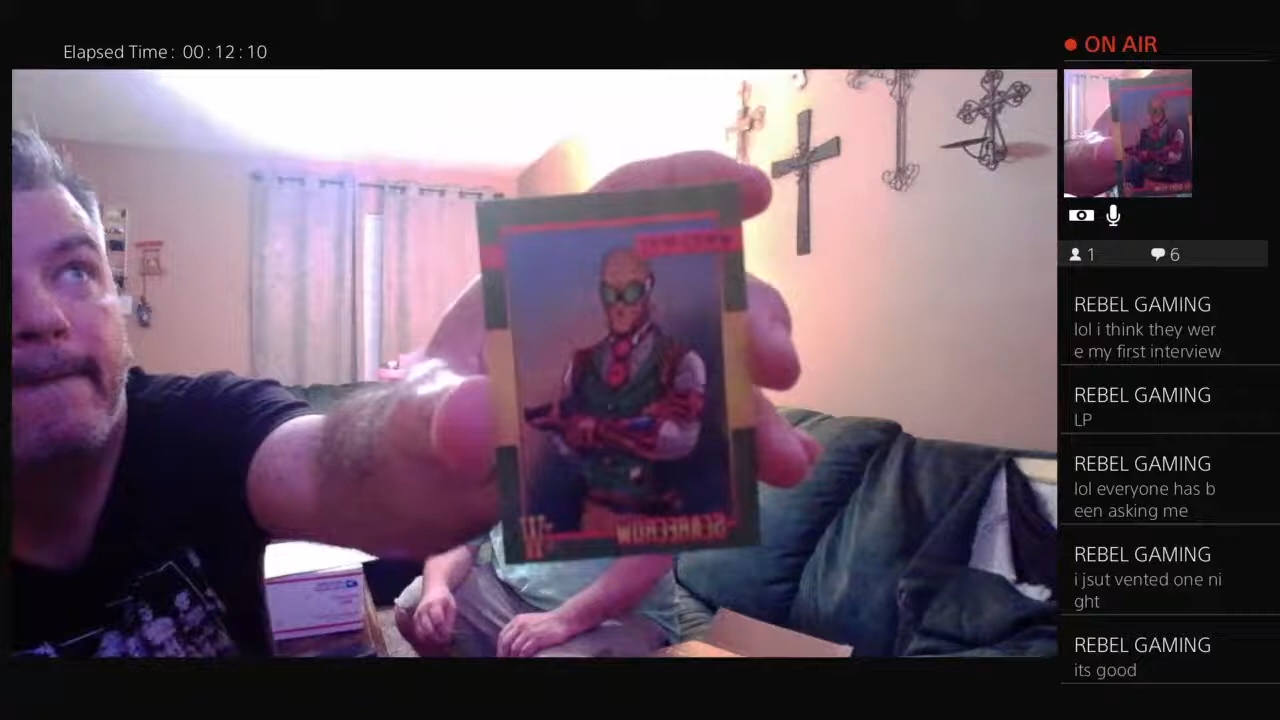 Elapsed Time: 00:12:10
ON AIR
1
6
REBEL GAMING
lol i think they wer
e my first interview
REBEL GAMING
LP
REBEL GAMING
lol everyone has b
een asking me
REBEL GAMING
i jsut vented one ni
ght
REBEL GAMING
its good
SCARECROW